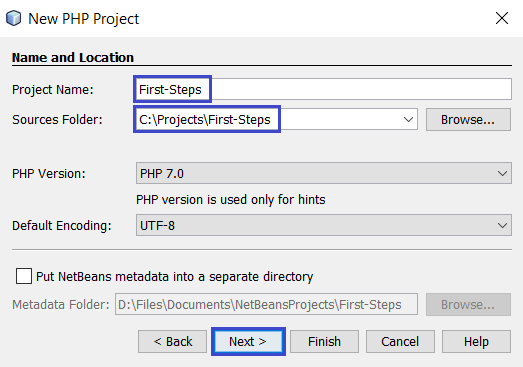 New PHP Project
Name and Location
Project Name: First-Steps
Sources Folder: C:\Projects\First-Steps Browse...
PHP Version: PHP 7.0
PHP version is used only for hints
Default Encoding: UTF-8
Put NetBeans metadata into a separate directory
Metadata Folder: D:\Files\Documents\NetBeansProjects\First-Steps Browse...
< Back Next > Finish Cancel Help